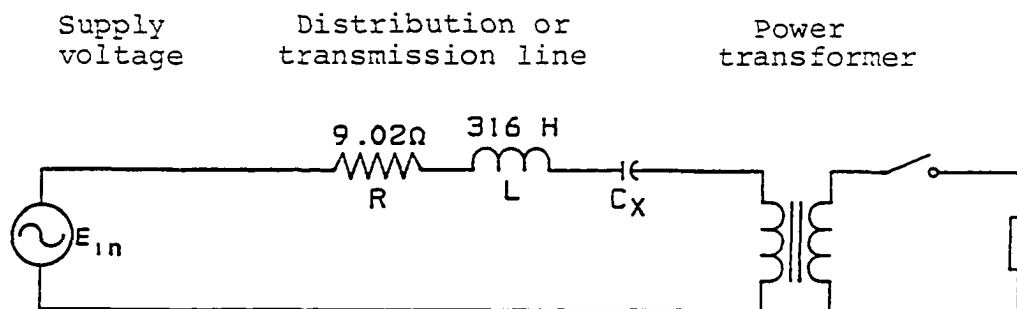 Supply
voltage
Distribution or
transmission line
Power
transformer
9.02Ω
316 H
R
L
CX
Ein